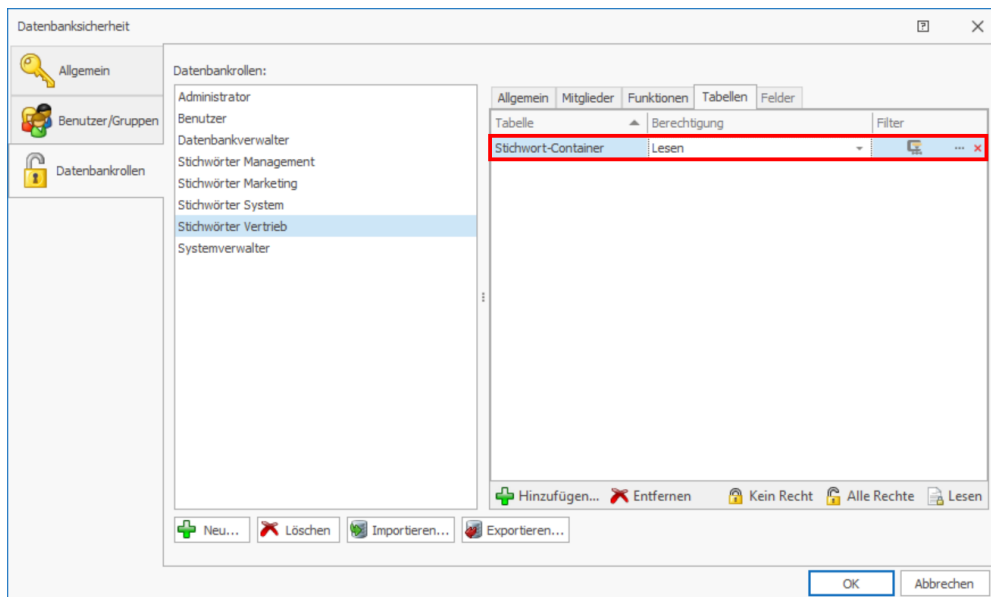 Datenbanksicherheit
Allgemein
Benutzer/Gruppen
Datenbankrollen
Datenbankrollen:
Administrator
Benutzer
Datenbankverwalter
Stichwörter Management
Stichwörter Marketing
Stichwörter System
Stichwörter Vertrieb
Systemverwalter
Allgemein Mitglieder Funktionen Tabellen Felder
Tabelle Berechtigung Filter
Stichwort-Container Lesen
Hinzufügen... Entfernen Kein Recht Alle Rechte Lesen
Neu... Löschen Importieren... Exportieren...
OK Abbrechen